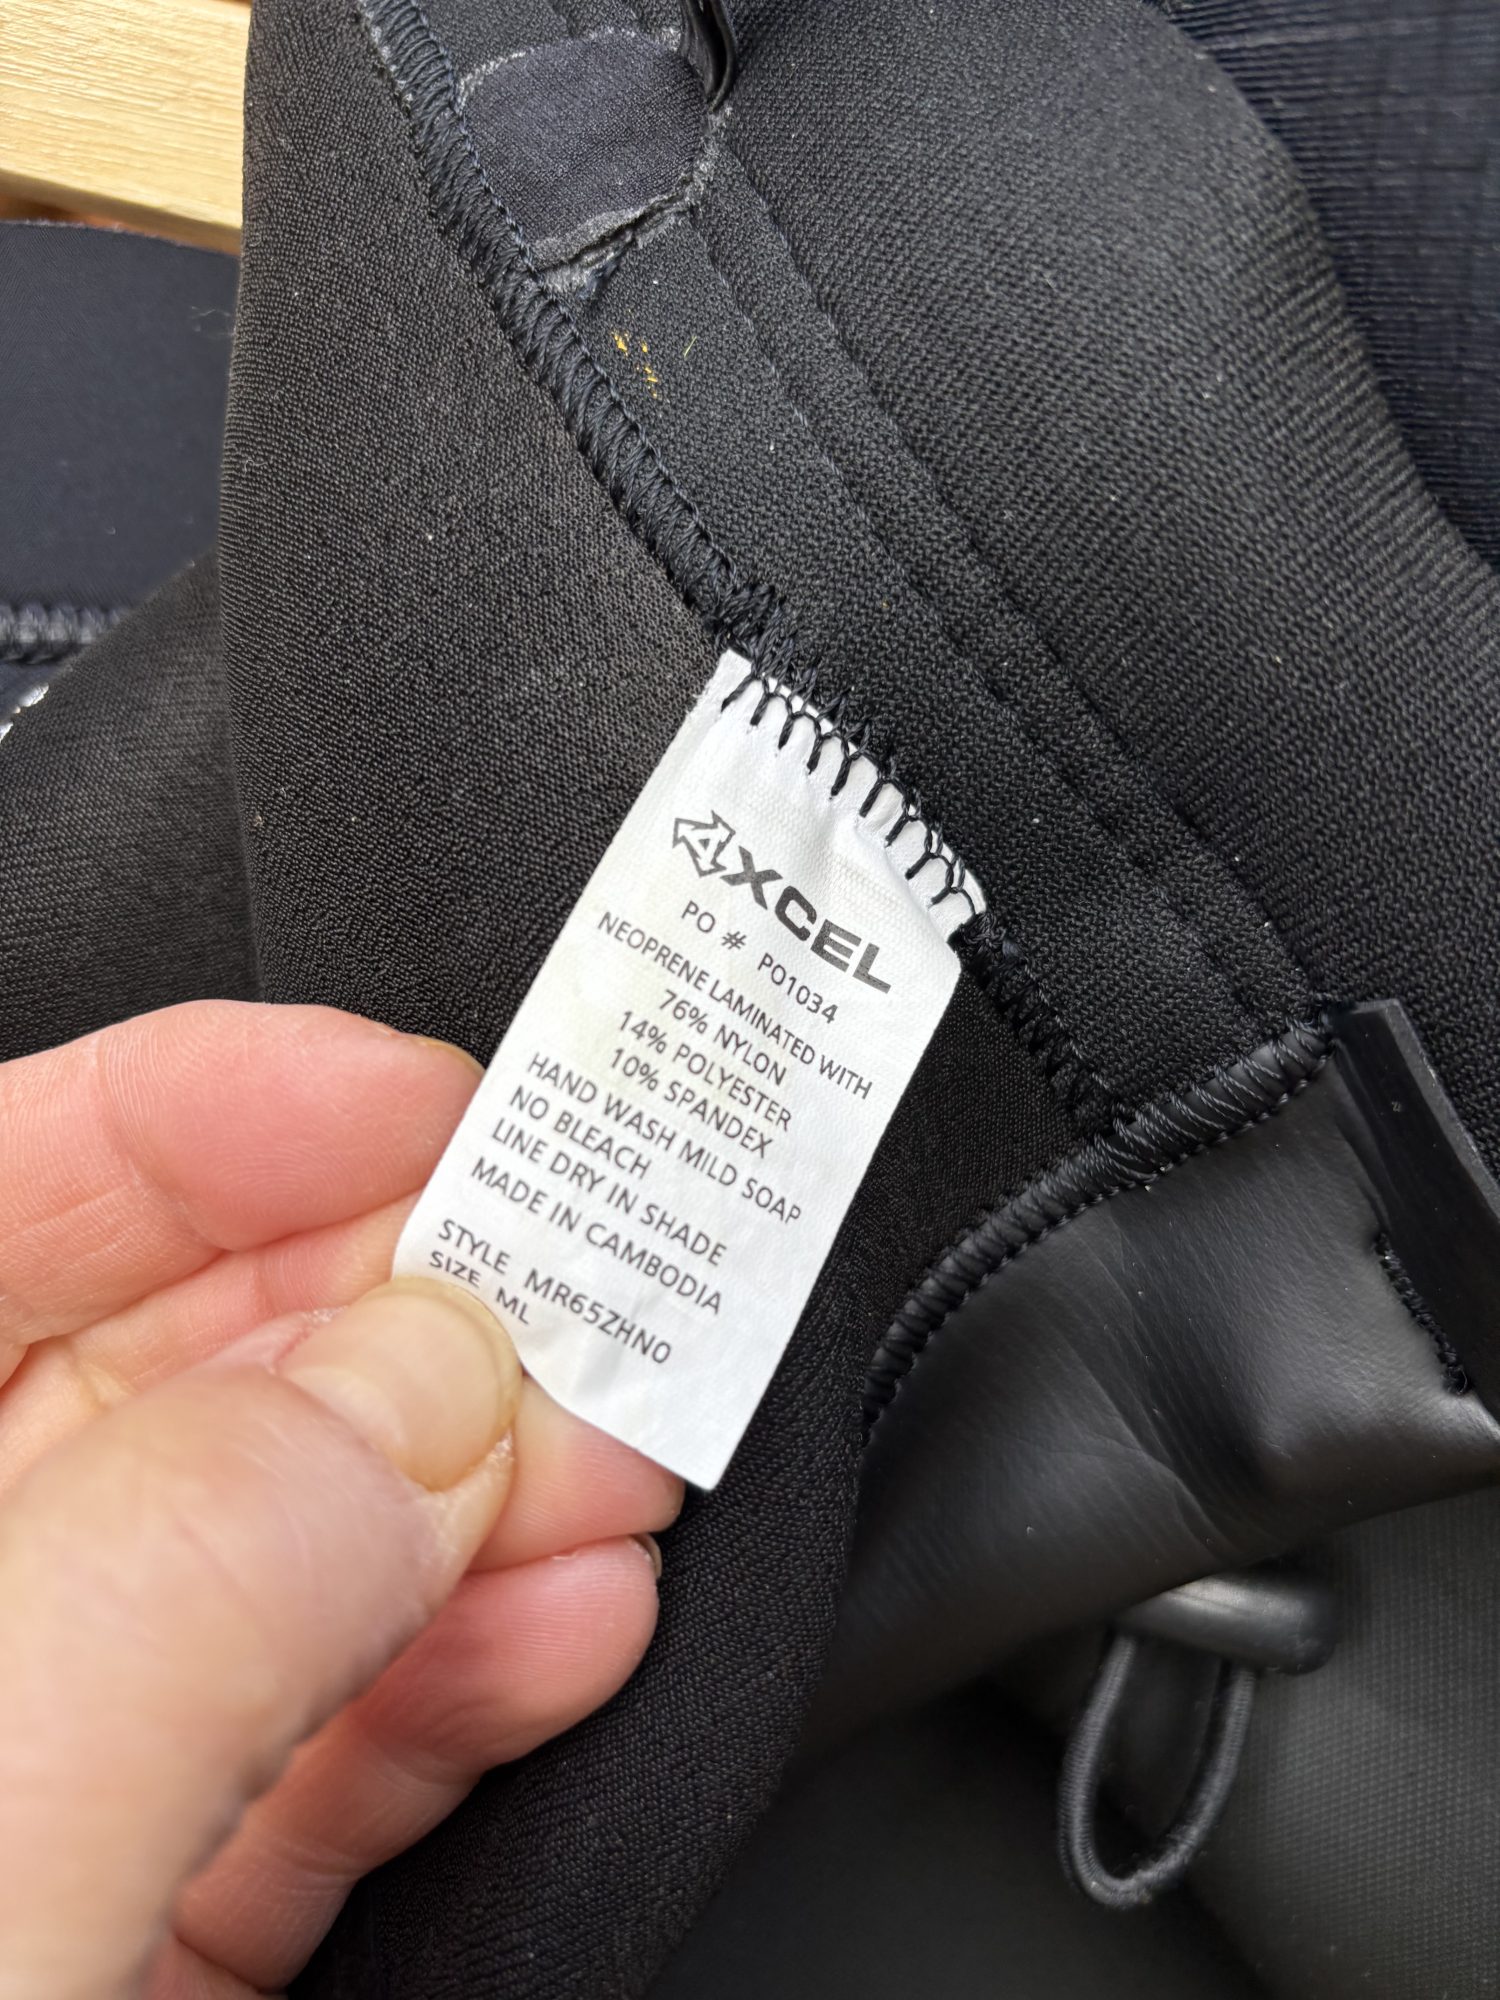 XCEL
PO # PO1034
NEOPRENE LAMINATED WITH
76% NYLON
14% POLYESTER
10% SPANDEX
HAND WASH MILD SOAP
NO BLEACH
LINE DRY IN SHADE
MADE IN CAMBODIA
STYLE MR65ZHN0
SIZE ML